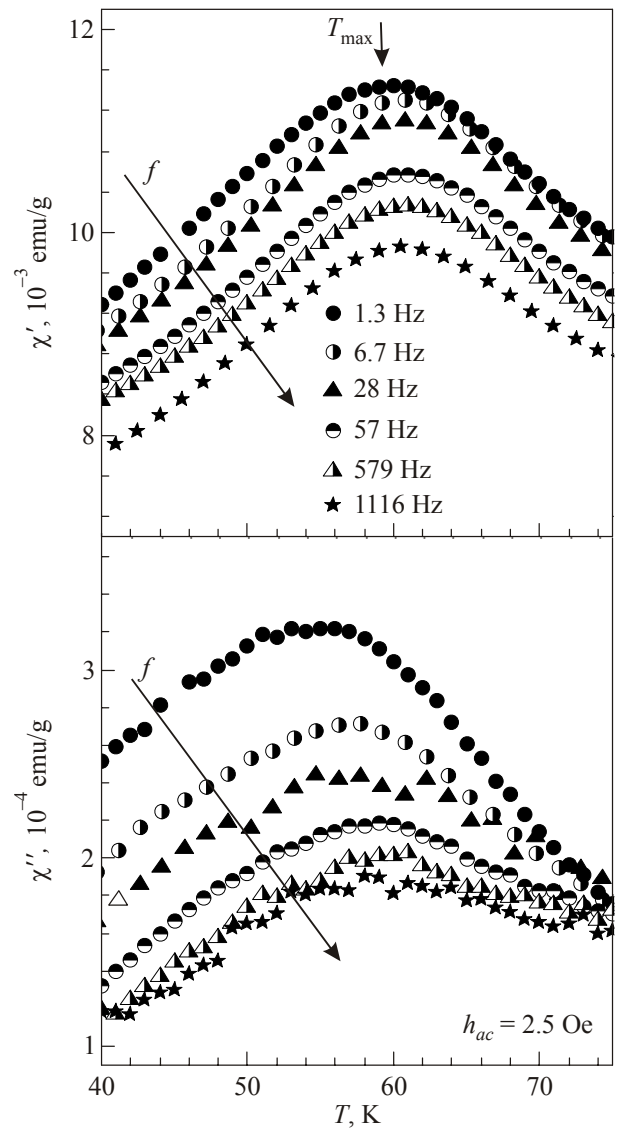 12
T_max
f
10
χ′, 10⁻³ emu/g
1.3 Hz
6.7 Hz
28 Hz
57 Hz
579 Hz
1116 Hz
8
f
3
χ″, 10⁻⁴ emu/g
2
h_ac = 2.5 Oe
1
40 50 60 70
T, K